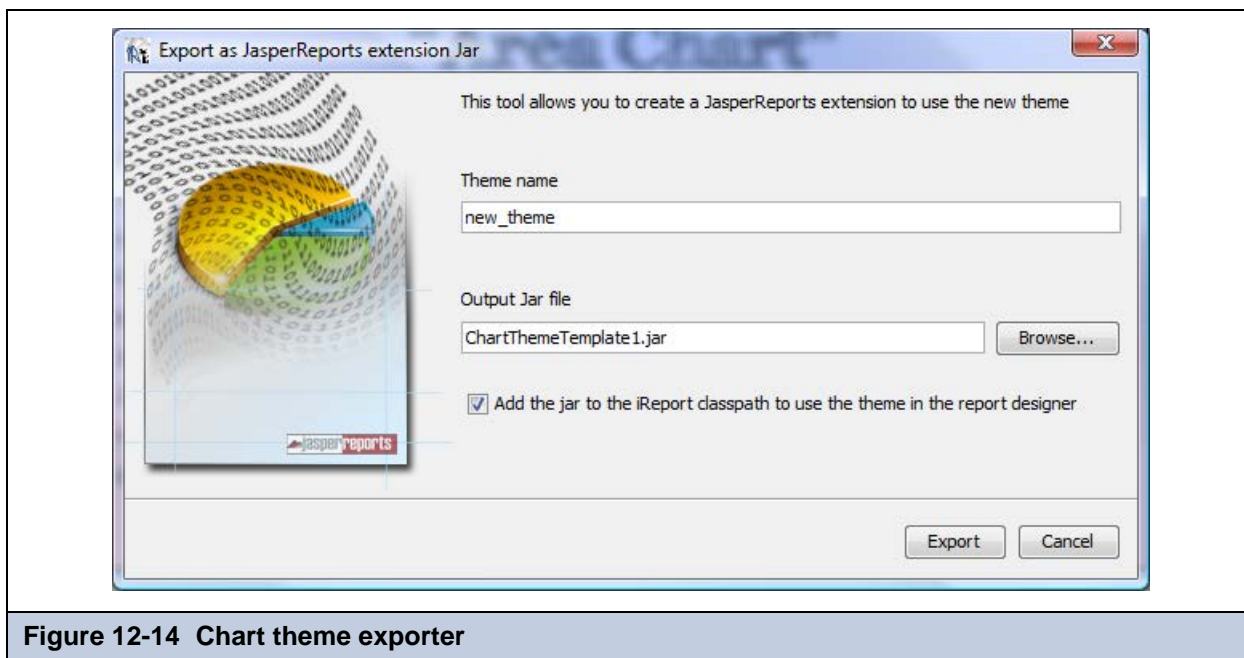 "Area Chart"
Export as JasperReports extension Jar
This tool allows you to create a JasperReports extension to use the new theme
Theme name
new_theme
Output Jar file
ChartThemeTemplate1.jar
Browse...
Add the jar to the iReport classpath to use the theme in the report designer
jasperreports
Export
Cancel
Figure 12-14 Chart theme exporter